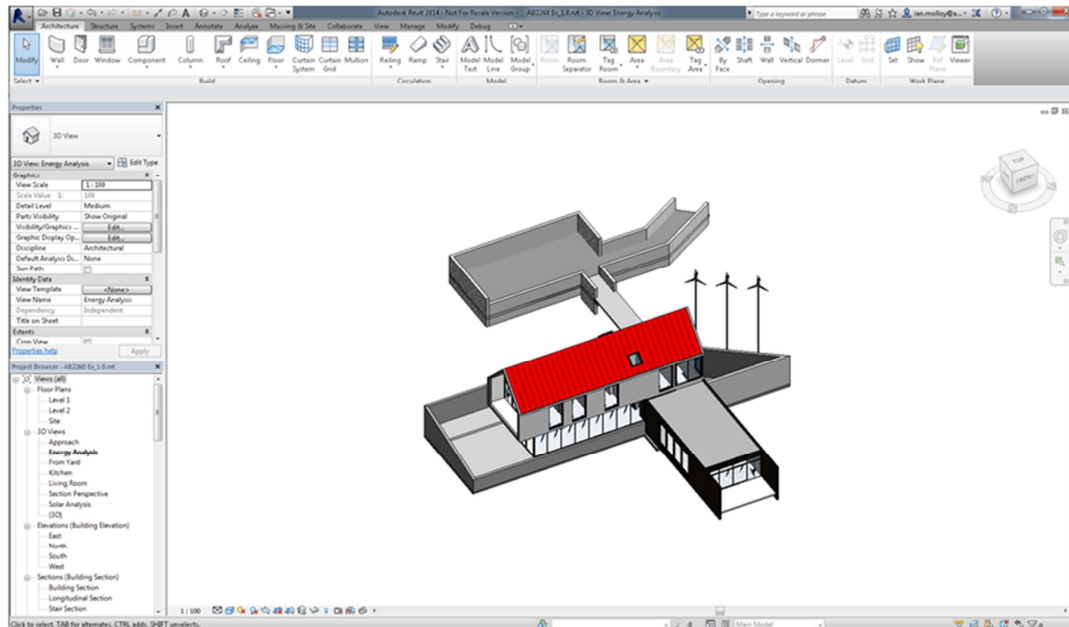 Autodesk Revit 2014 - Not For Resale Version - AB2260 Ex_1.0.rvt - 3D View: Energy Analysis
Type a keyword or phrase
ian.molloy@a...
Architecture Structure Systems Insert Annotate Analyze Massing & Site Collaborate View Manage Modify Debug
Modify Wall Door Window Component Column Roof Ceiling Floor Curtain System Curtain Grid Mullion Railing Ramp Stair Model Text Model Line Model Group Room Room Separator Tag Room Area Area Boundary Tag Area By Face Shaft Wall Vertical Dormer Level Grid Set Show Ref Plane Viewer
Select Build Circulation Model Room & Area Opening Datum Work Plane
Properties
3D View
3D View: Energy Analysis Edit Type
Graphics
View Scale 1 : 100
Scale Value 1: 100
Detail Level Medium
Parts Visibility Show Original
Visibility/Graphics ... Edit...
Graphic Display Op... Edit...
Discipline Architectural
Default Analysis Di... None
Sun Path
Identity Data
View Template <None>
View Name Energy Analysis
Dependency Independent
Title on Sheet
Extents
Crop View
Properties help Apply
Project Browser - AB2260 Ex_1.0.rvt
Views (all)
Floor Plans
Level 1
Level 2
Site
3D Views
Approach
Energy Analysis
From Yard
Kitchen
Living Room
Section Perspective
Solar Analysis
{3D}
Elevations (Building Elevation)
East
North
South
West
Sections (Building Section)
Building Section
Longitudinal Section
Stair Section
TOP
FRONT
1 : 100
Click to select, TAB for alternates, CTRL adds, SHIFT unselects.
Main Model